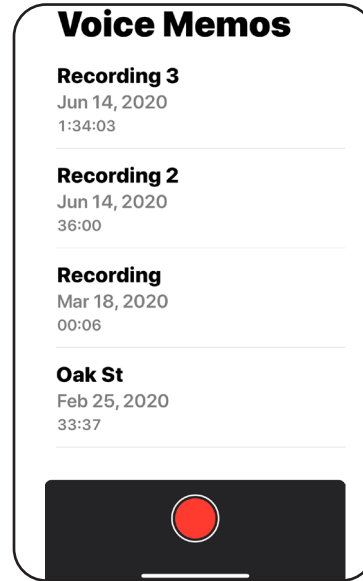 Voice Memos
Recording 3
Jun 14, 2020
1:34:03
Recording 2
Jun 14, 2020
36:00
Recording
Mar 18, 2020
00:06
Oak St
Feb 25, 2020
33:37